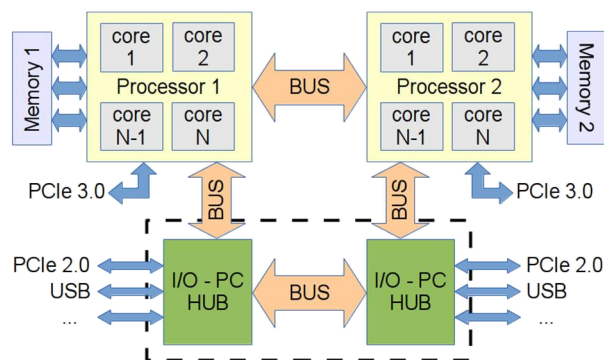 Memory 1
core
1
core
2
Processor 1
core
N-1
core
N
BUS
core
1
core
2
Processor 2
core
N-1
core
N
Memory 2
PCIe 3.0
BUS
BUS
PCIe 3.0
PCIe 2.0
USB
...
I/O - PC
HUB
BUS
I/O - PC
HUB
PCIe 2.0
USB
...